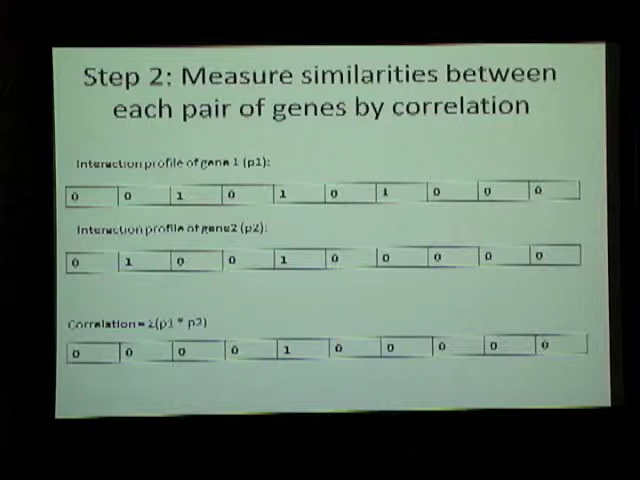 Step 2: Measure similarities between
each pair of genes by correlation
Interaction profile of gene 1 (p1):
0 0 1 0 1 0 1 0 0 0
Interaction profile of gene2 (p2):
0 1 0 0 1 0 0 0 0 0
Correlation = Σ(p1 * p2)
0 0 0 0 1 0 0 0 0 0